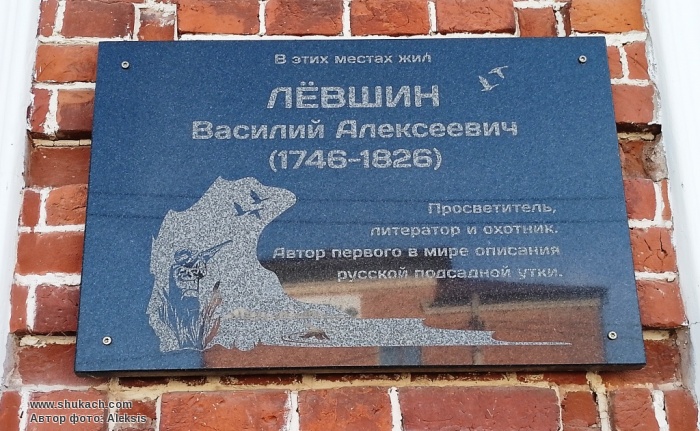 В этих местах жил
ЛЁВШИН
Василий Алексеевич
(1746-1826)
Просветитель,
литератор и охотник.
Автор первого в мире описания
русской подсадной утки.
www.shukach.com
Автор фото: Aleksis